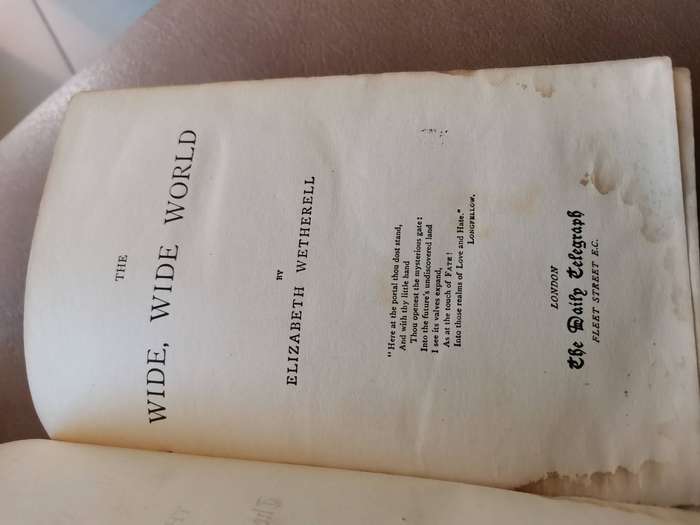 THE
WIDE, WIDE WORLD
BY
ELIZABETH WETHERELL
"Here at the portal thou dost stand,
And with thy little hand
Thou openest the mysterious gate:
Into the future's undiscovered land
I see its valves expand,
As at the touch of FATE!
Into those realms of Love and Hate."
LONGFELLOW.
LONDON
The Daily Telegraph
FLEET STREET E.C.